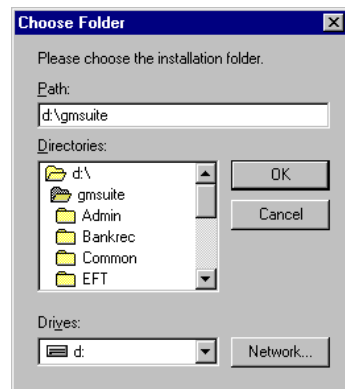 Choose Folder
Please choose the installation folder.
Path:
d:\gmsuite
Directories:
d:\
gmsuite
Admin
Bankrec
Common
EFT
OK
Cancel
Drives:
d:
Network...